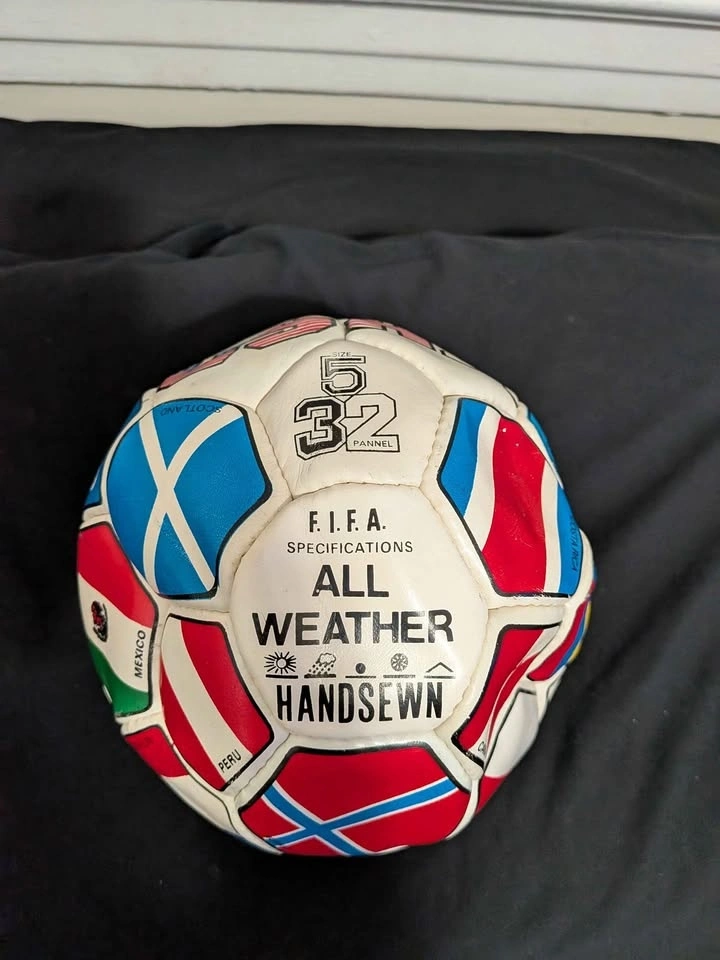 SIZE
5
32
PANNEL
SCOTLAND
F.I.F.A.
SPECIFICATIONS
ALL
WEATHER
HANDSEWN
MEXICO
PERU